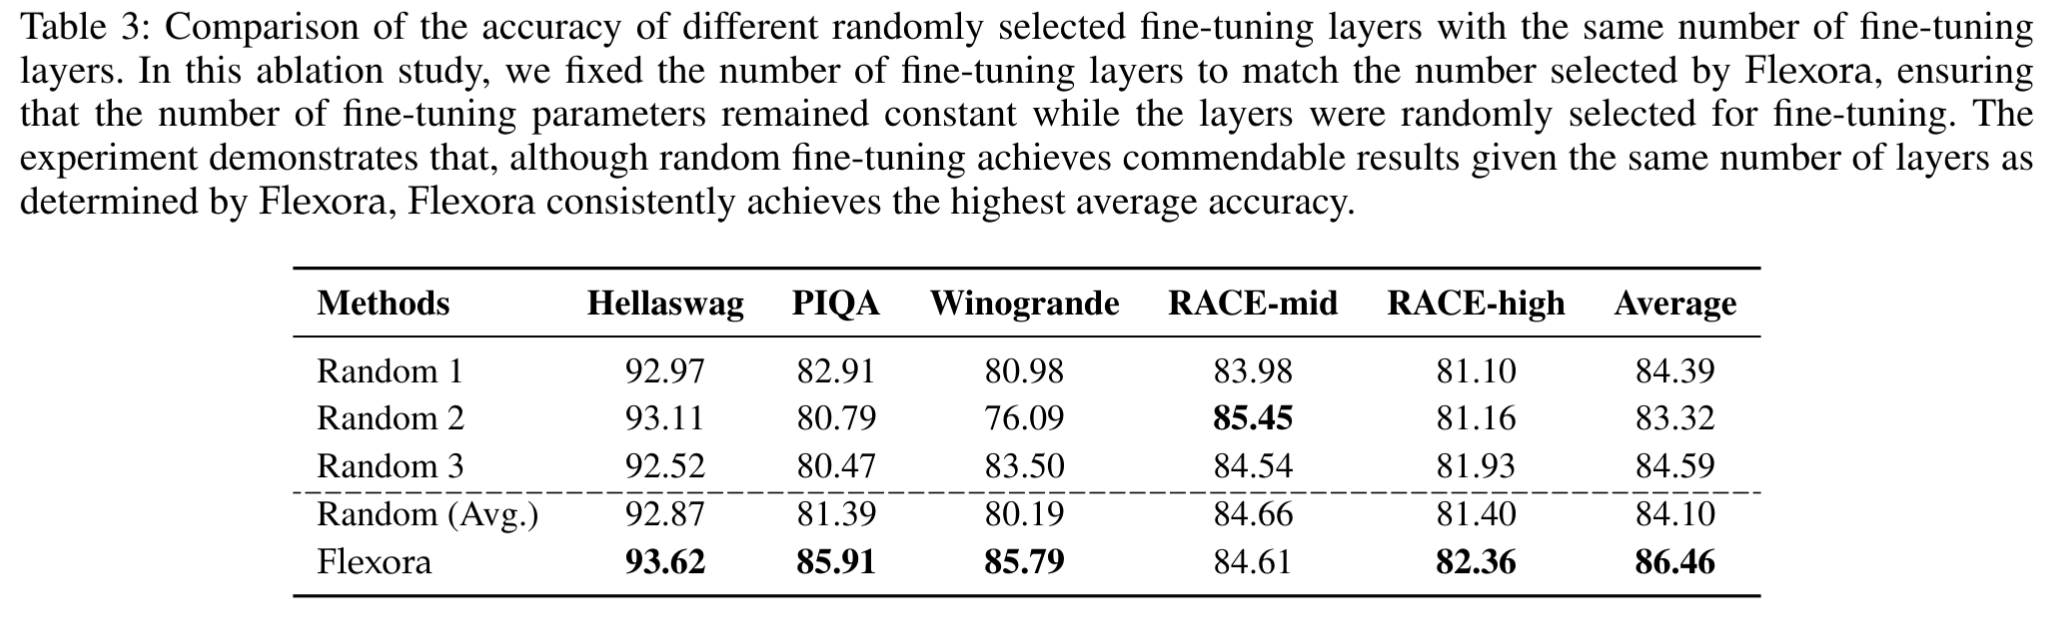 Table 3: Comparison of the accuracy of different randomly selected fine-tuning layers with the same number of fine-tuning
layers. In this ablation study, we fixed the number of fine-tuning layers to match the number selected by Flexora, ensuring
that the number of fine-tuning parameters remained constant while the layers were randomly selected for fine-tuning. The
experiment demonstrates that, although random fine-tuning achieves commendable results given the same number of layers as
determined by Flexora, Flexora consistently achieves the highest average accuracy.
Methods Hellaswag PIQA Winogrande RACE-mid RACE-high Average
Random 1 92.97 82.91 80.98 83.98 81.10 84.39
Random 2 93.11 80.79 76.09 85.45 81.16 83.32
Random 3 92.52 80.47 83.50 84.54 81.93 84.59
Random (Avg.) 92.87 81.39 80.19 84.66 81.40 84.10
Flexora 93.62 85.91 85.79 84.61 82.36 86.46